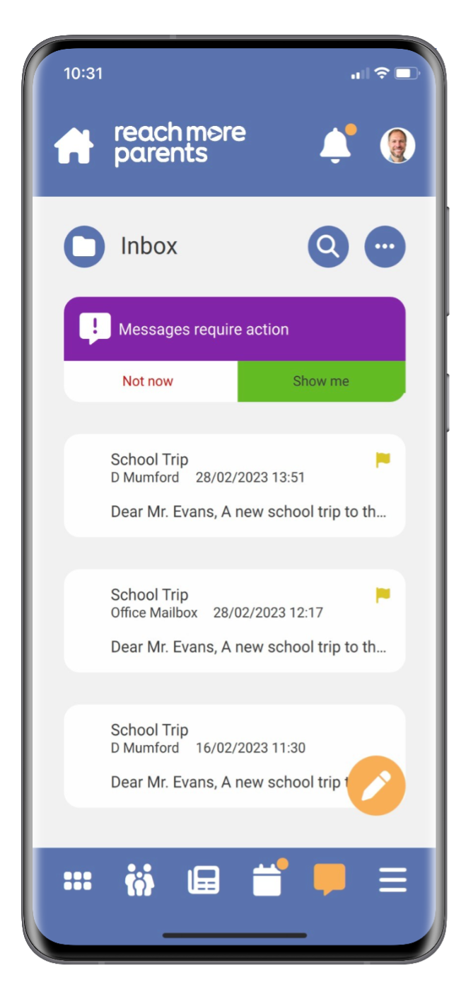 10:31
reach more
parents
Inbox
Messages require action
Not now
Show me
School Trip
D Mumford 28/02/2023 13:51
Dear Mr. Evans, A new school trip to th...
School Trip
Office Mailbox 28/02/2023 12:17
Dear Mr. Evans, A new school trip to th...
School Trip
D Mumford 16/02/2023 11:30
Dear Mr. Evans, A new school trip t